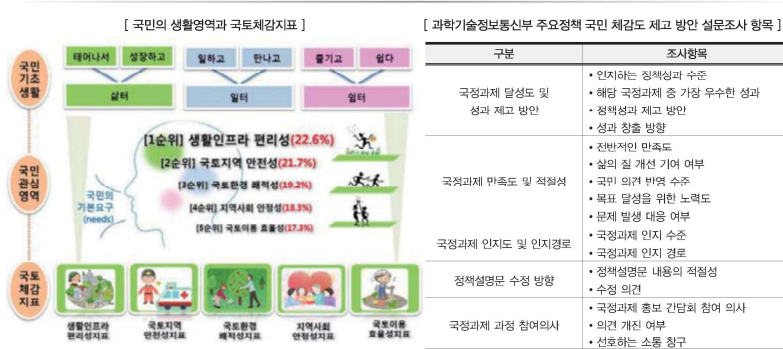 [ 국민의 생활영역과 국토체감지표 ]
국민
기초
생활
태어나서
성장하고
일하고
만나고
즐기고
쉽다
삶터
일터
쉼터
국민
관심
영역
국민의
기본요구
(needs)
[1순위] 생활인프라 편리성(22.6%)
[2순위] 국토지역 안전성(21.7%)
[3순위] 국토환경 쾌적성(19.2%)
[4순위] 지역사회 안정성(18.3%)
[5순위] 국토이용 효율성(17.3%)
국토
체감
지표
생활인프라
편리성지표
국토지역
안전성지표
국토환경
쾌적성지표
지역사회
안정성지표
국토이용
효율성지표
[ 과학기술정보통신부 주요정책 국민 체감도 제고 방안 설문조사 항목 ]
구분
조사항목
국정과제 달성도 및
성과 제고 방안
• 인지하는 정책성과 수준
• 해당 국정과제 중 가장 우수한 성과
• 정책성과 제고 방안
• 성과 창출 방향
국정과제 만족도 및 적절성
• 전반적인 만족도
• 삶의 질 개선 기여 여부
• 국민 의견 반영 수준
• 목표 달성을 위한 노력도
• 문제 발생 대응 여부
국정과제 인지도 및 인지경로
• 국정과제 인지 수준
• 국정과제 인지 경로
정책설명문 수정 방향
• 정책설명문 내용의 적절성
• 수정 의견
국정과제 과정 참여의사
• 국정과제 홍보 간담회 참여 의사
• 의견 개진 여부
• 선호하는 소통 창구